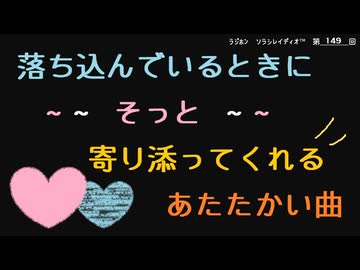 ラジホン ソラシレイディオ™ 第 149 回
落ち込んでいるときに
~ ~ そっと ~ ~
寄り添ってくれる
あたたかい曲